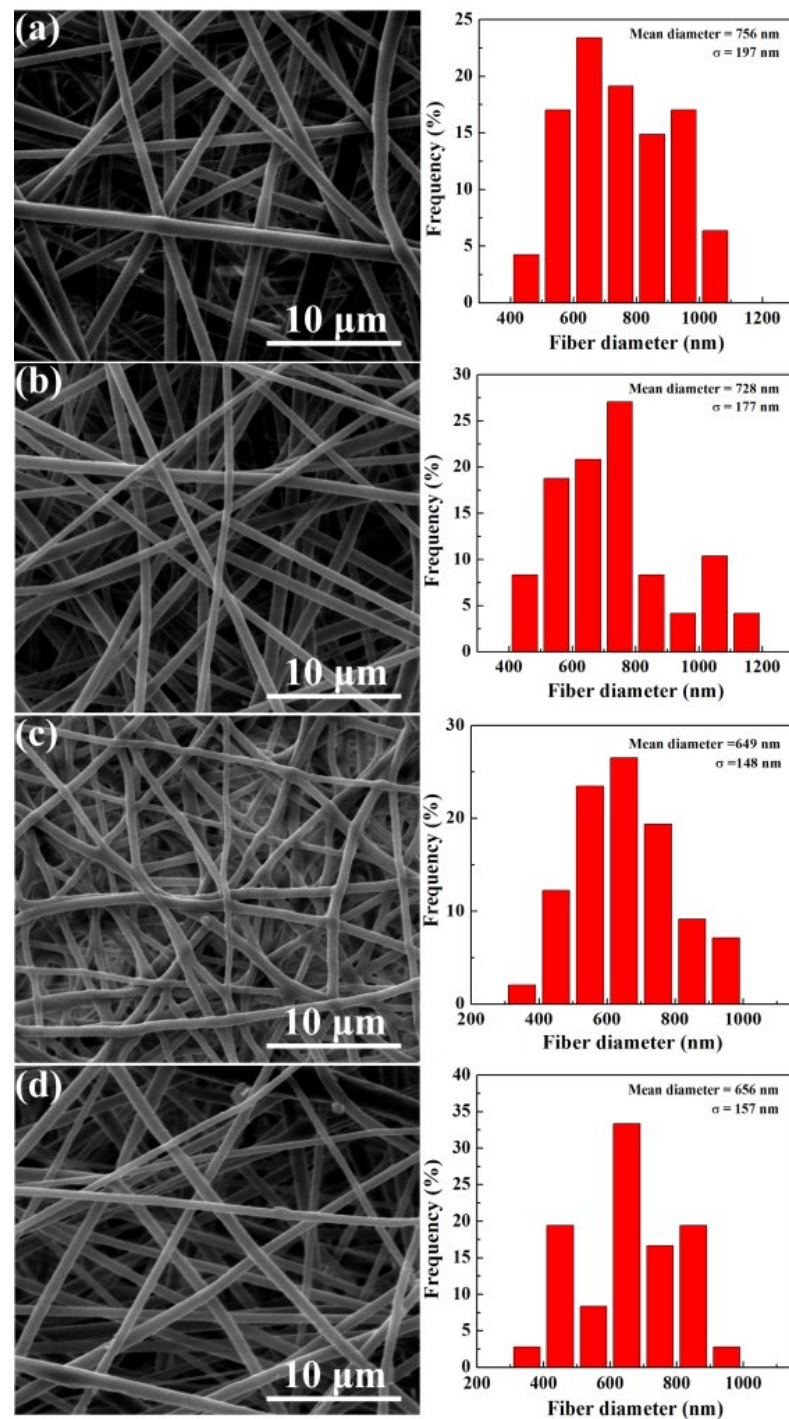 (a)
10 µm
Mean diameter = 756 nm
σ = 197 nm
Frequency (%)
25
20
15
10
5
0
400 600 800 1000 1200
Fiber diameter (nm)
(b)
10 µm
Mean diameter = 728 nm
σ = 177 nm
Frequency (%)
30
25
20
15
10
5
0
400 600 800 1000 1200
Fiber diameter (nm)
(c)
10 µm
Mean diameter =649 nm
σ =148 nm
Frequency (%)
30
20
10
0
200 400 600 800 1000
Fiber diameter (nm)
(d)
10 µm
Mean diameter = 656 nm
σ = 157 nm
Frequency (%)
40
35
30
25
20
15
10
5
0
200 400 600 800 1000
Fiber diameter (nm)